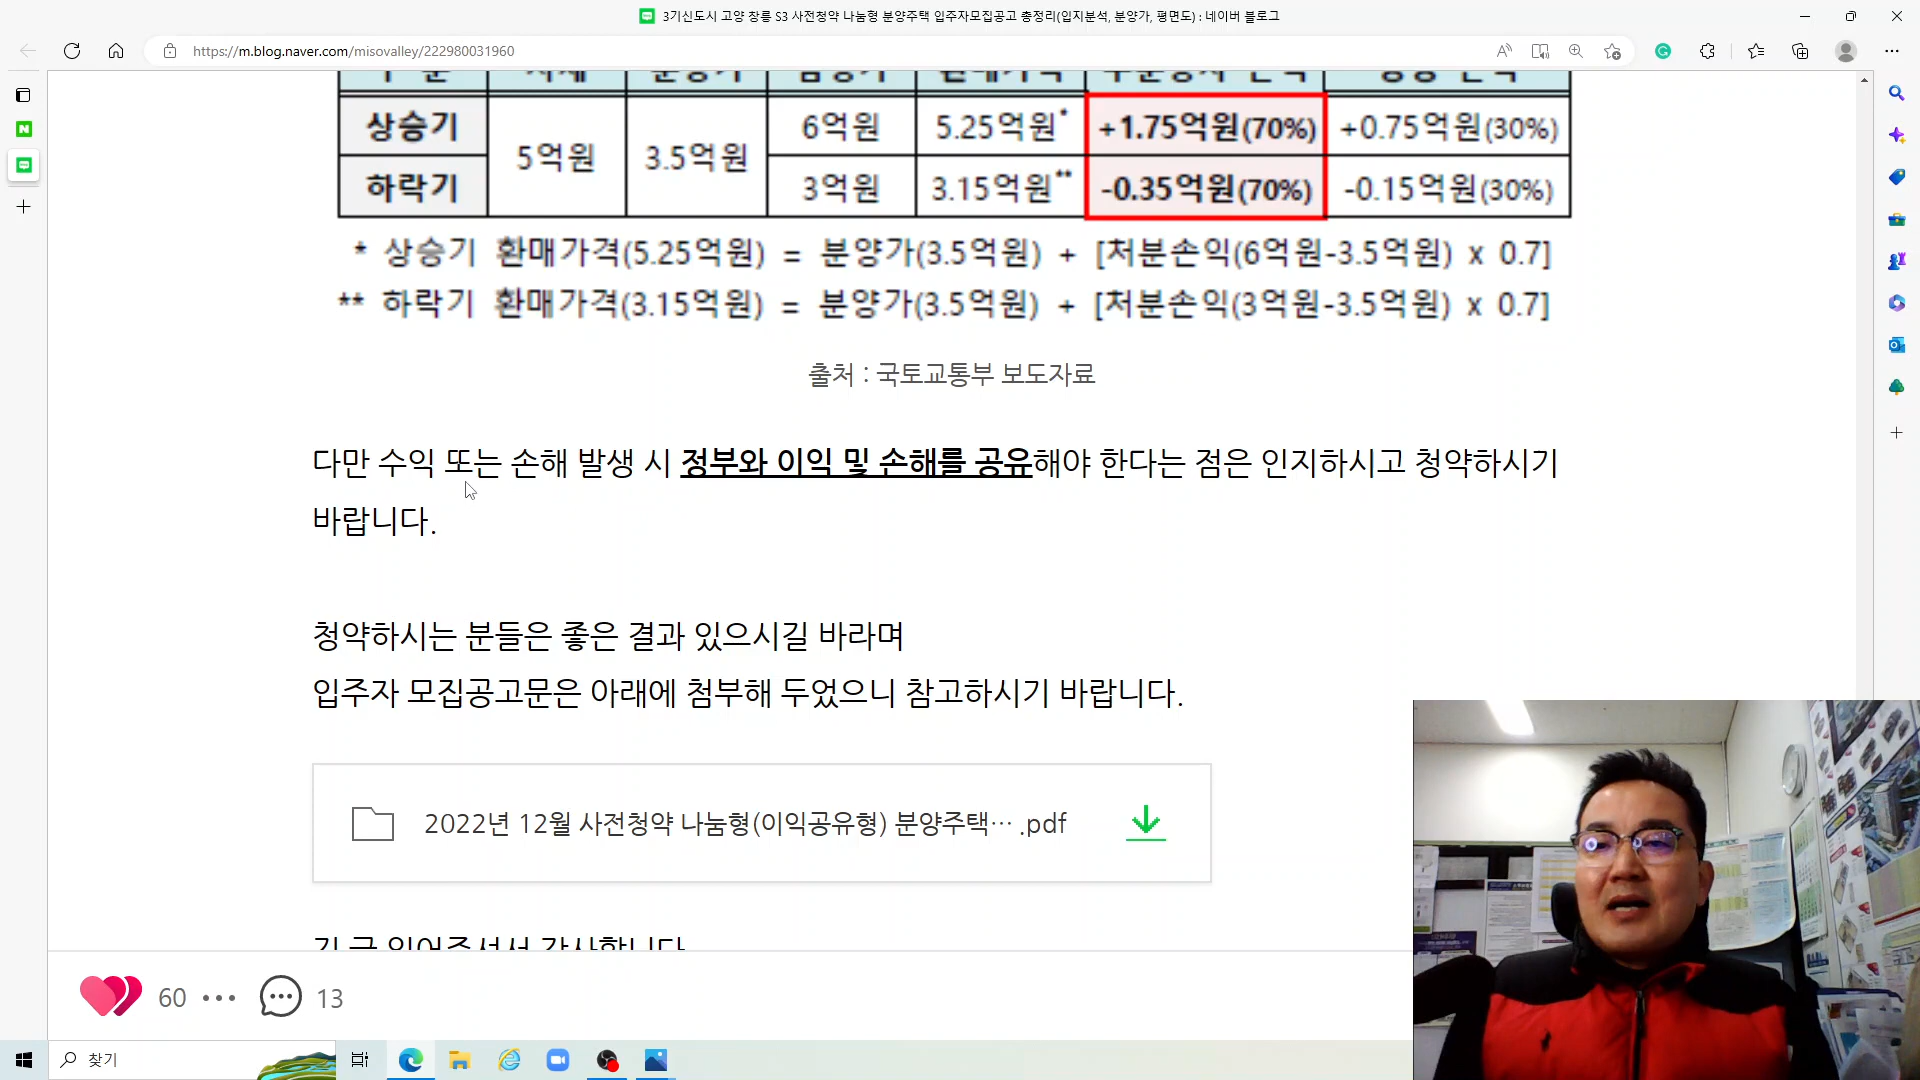 3기신도시 고양 창릉 S3 사전청약 나눔형 분양주택 입주자모집공고 총정리(입지분석, 분양가, 평면도) : 네이버 블로그
https://m.blog.naver.com/misovalley/222980031960
상승기 5억원 3.5억원 6억원 5.25억원* +1.75억원(70%) +0.75억원(30%)
하락기 3억원 3.15억원** -0.35억원(70%) -0.15억원(30%)
* 상승기 환매가격(5.25억원) = 분양가(3.5억원) + [처분손익(6억원-3.5억원) x 0.7]
** 하락기 환매가격(3.15억원) = 분양가(3.5억원) + [처분손익(3억원-3.5억원) x 0.7]
출처 : 국토교통부 보도자료
다만 수익 또는 손해 발생 시 정부와 이익 및 손해를 공유해야 한다는 점은 인지하시고 청약하시기
바랍니다.
청약하시는 분들은 좋은 결과 있으시길 바라며
입주자 모집공고문은 아래에 첨부해 두었으니 참고하시기 바랍니다.
2022년 12월 사전청약 나눔형(이익공유형) 분양주택… .pdf
긴 글 읽어주셔서 감사합니다
60 13
찾기